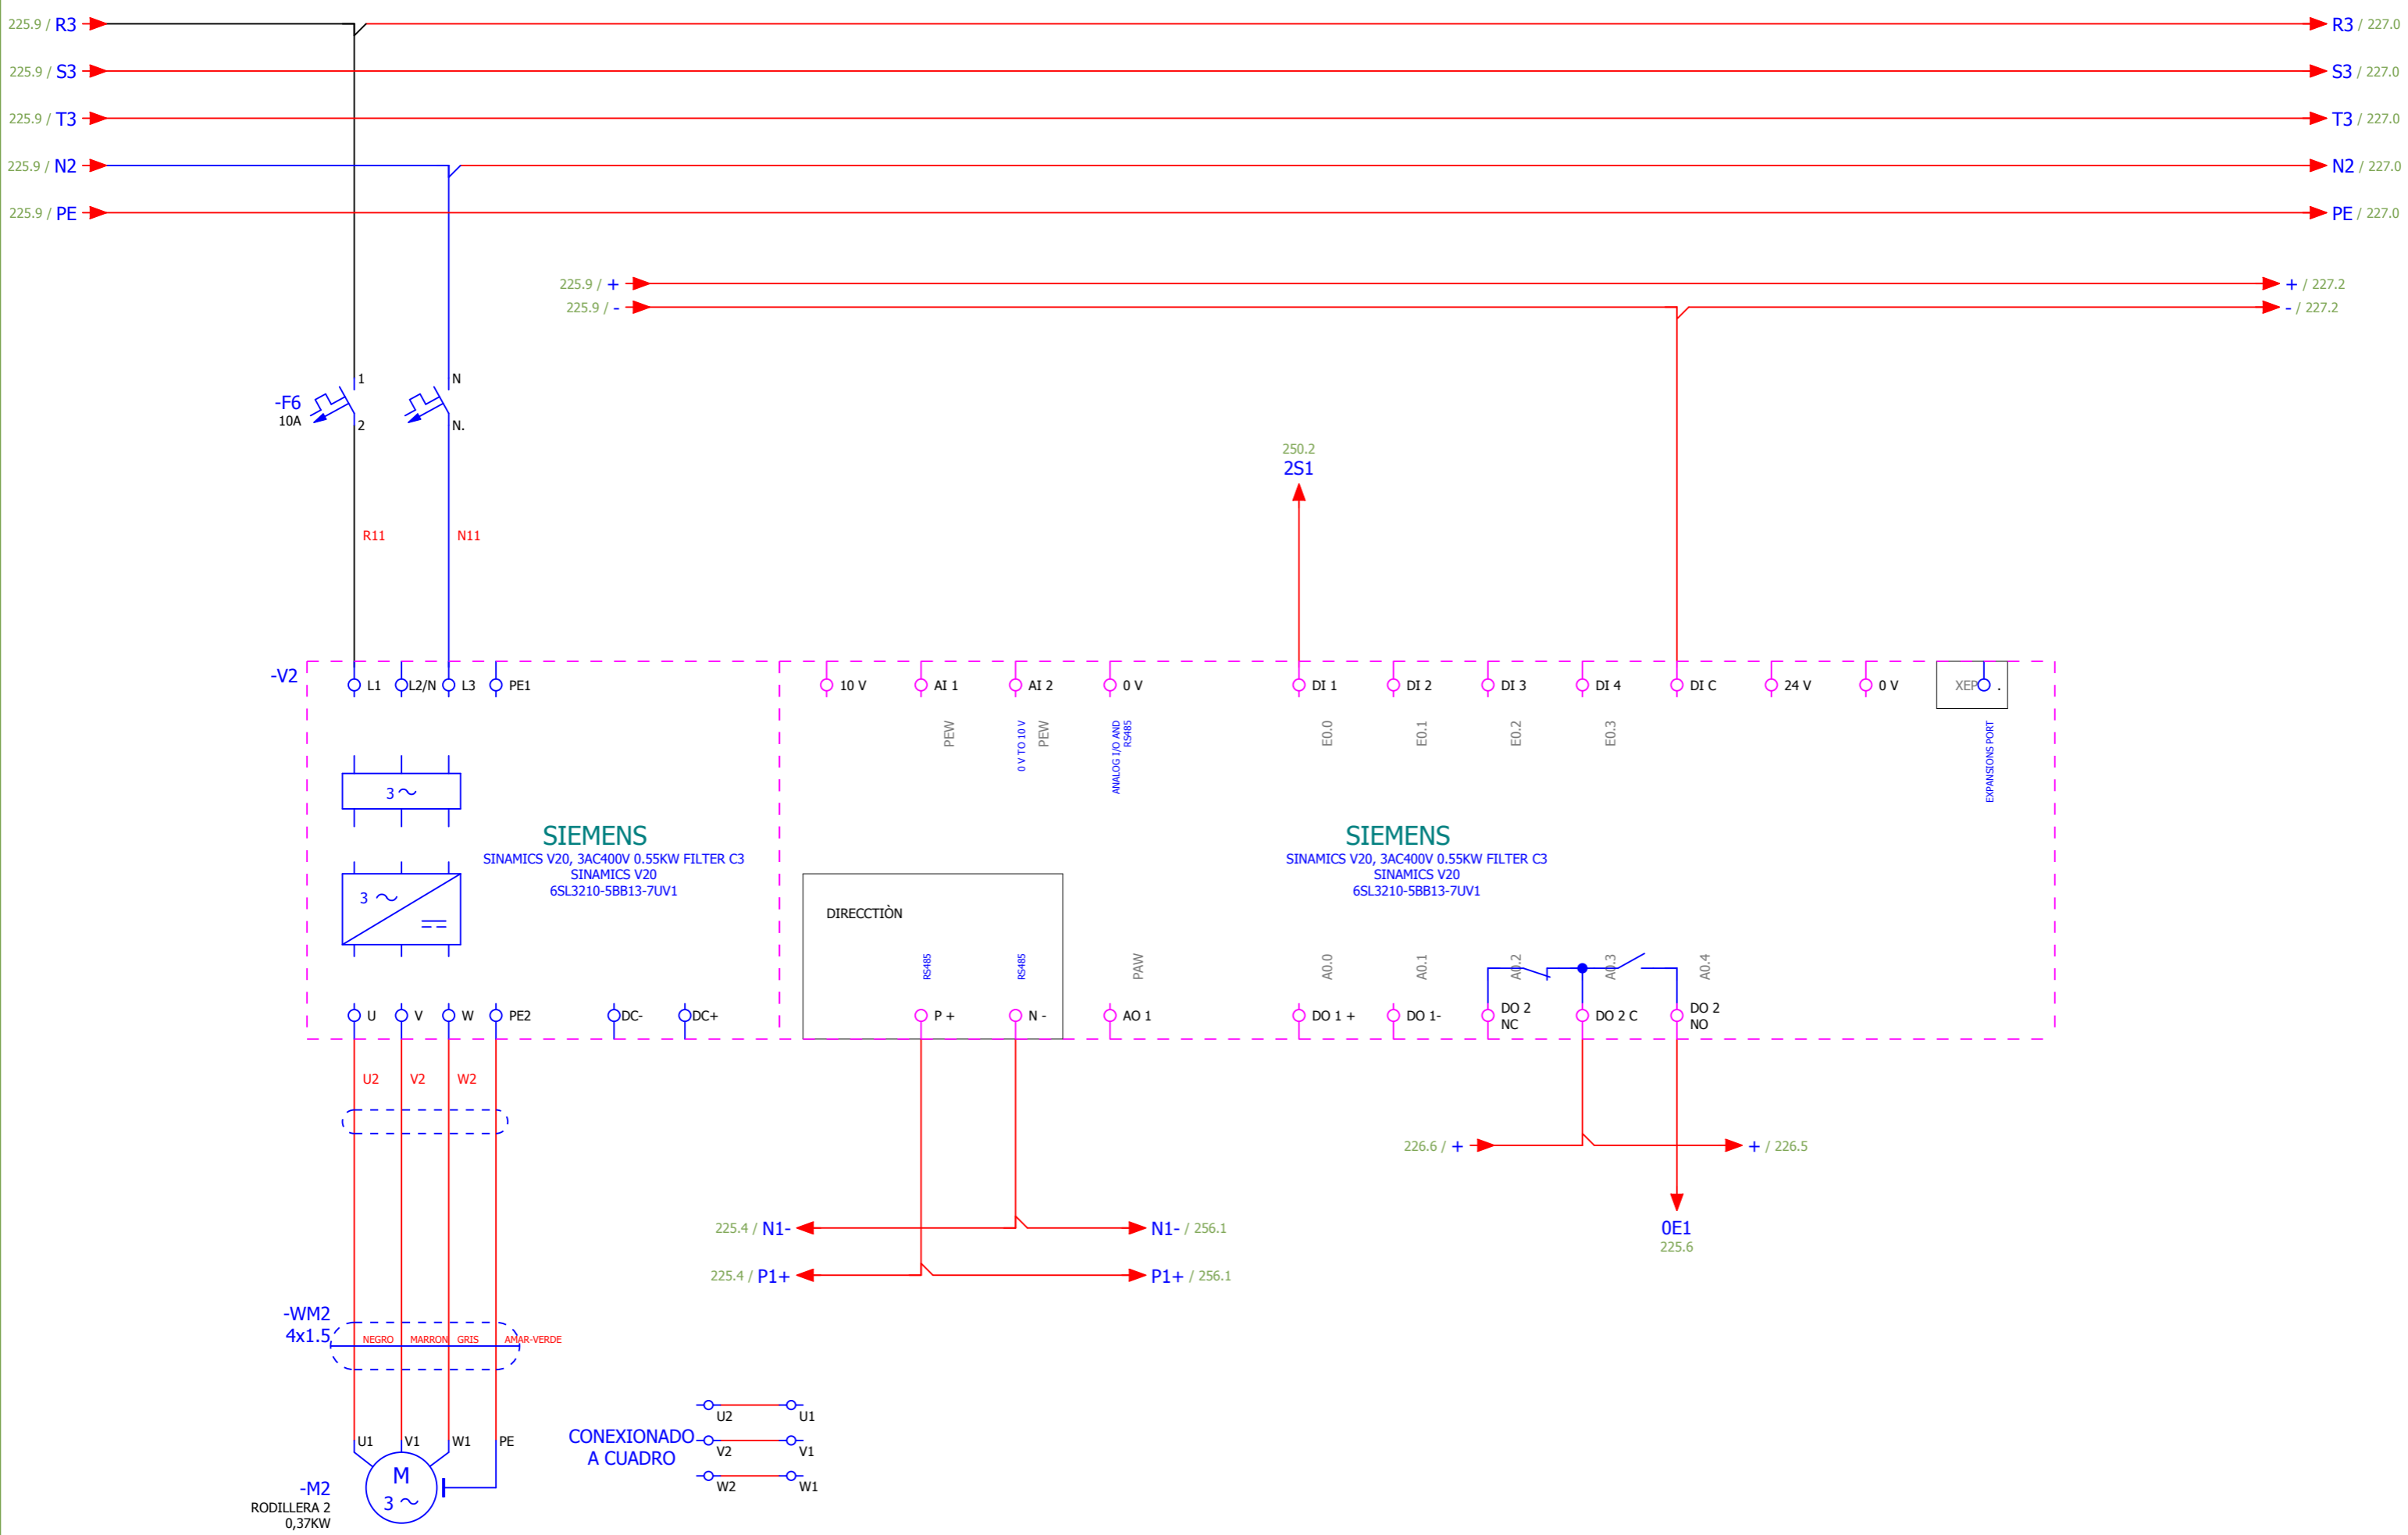 225.9 / R3
R3 / 227.0
225.9 / S3
S3 / 227.0
225.9 / T3
T3 / 227.0
225.9 / N2
N2 / 227.0
225.9 / PE
PE / 227.0
225.9 / +
+ / 227.2
225.9 / -
- / 227.2
-F6
10A
1
2
N
N.
250.2
2S1
R11
N11
-V2
L1
L2/N
L3
PE1
10 V
AI 1
AI 2
0 V
DI 1
DI 2
DI 3
DI 4
DI C
24 V
0 V
XEP
.
PEW
0 V TO 10 V
PEW
ANALOG I/O AND
RS485
E0.0
E0.1
E0.2
E0.3
EXPANSIONS PORT
3
SIEMENS
SINAMICS V20, 3AC400V 0.55KW FILTER C3
SINAMICS V20
6SL3210-5BB13-7UV1
SIEMENS
SINAMICS V20, 3AC400V 0.55KW FILTER C3
SINAMICS V20
6SL3210-5BB13-7UV1
3
DIRECCTIÒN
RS485
RS485
PAW
A0.0
A0.1
A0.2
A0.3
A0.4
U
V
W
PE2
DC-
DC+
P +
N -
AO 1
DO 1 +
DO 1-
DO 2
NC
DO 2 C
DO 2
NO
U2
V2
W2
226.6 / +
+ / 226.5
225.4 / N1-
N1- / 256.1
0E1
225.6
225.4 / P1+
P1+ / 256.1
-WM2
4x1.5
NEGRO
MARRON
GRIS
AMAR-VERDE
U1
V1
W1
PE
CONEXIONADO
A CUADRO
U2
U1
V2
V1
W2
W1
M
3
-M2
RODILLERA 2
0,37KW